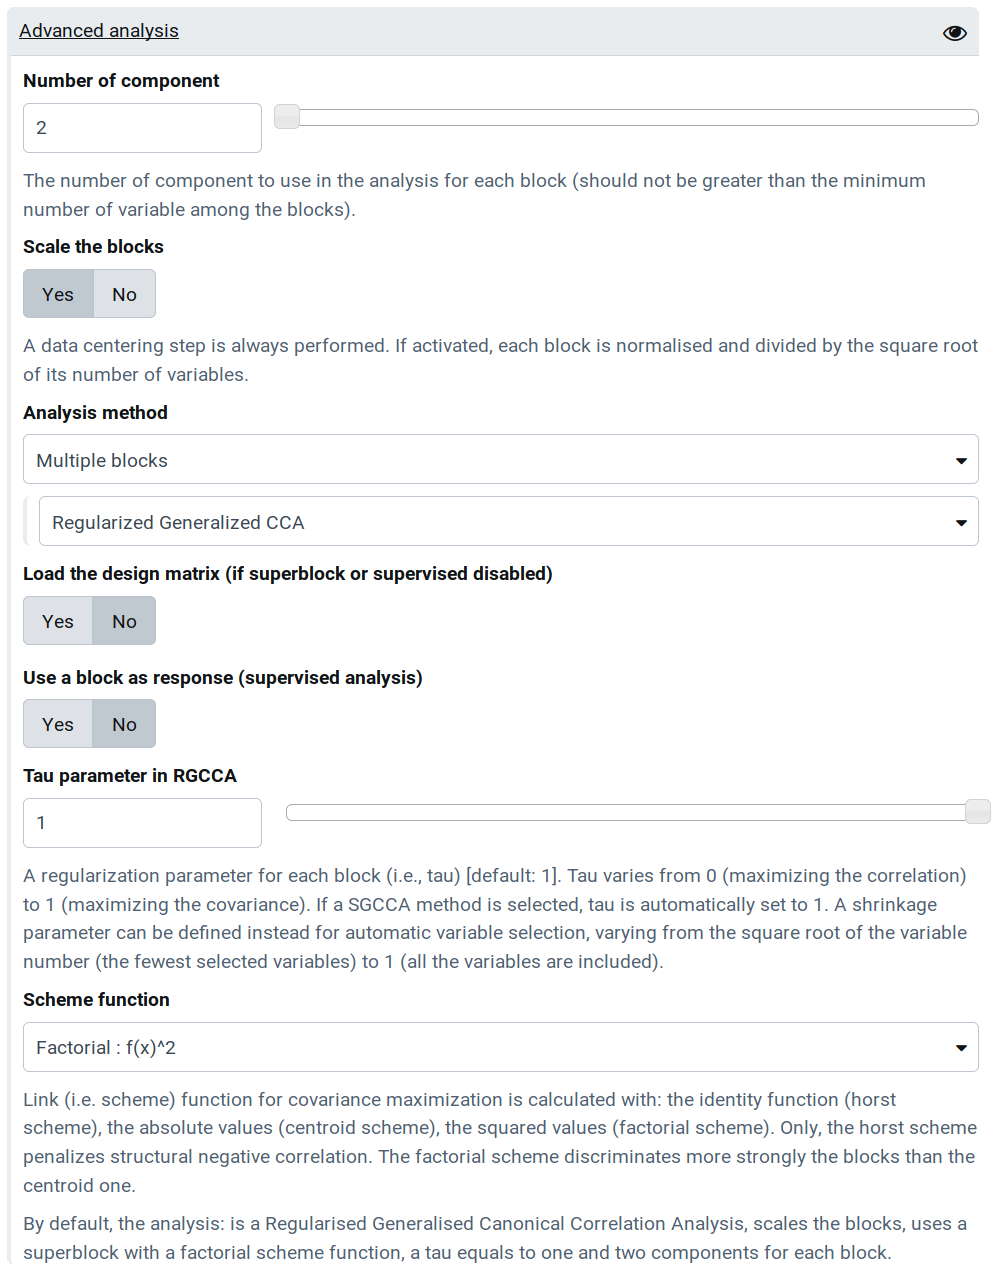 Advanced analysis
Number of component
2
The number of component to use in the analysis for each block (should not be greater than the minimum
number of variable among the blocks).
Scale the blocks
Yes No
A data centering step is always performed. If activated, each block is normalised and divided by the square root
of its number of variables.
Analysis method
Multiple blocks
Regularized Generalized CCA
Load the design matrix (if superblock or supervised disabled)
Yes No
Use a block as response (supervised analysis)
Yes No
Tau parameter in RGCCA
1
A regularization parameter for each block (i.e., tau) [default: 1]. Tau varies from 0 (maximizing the correlation)
to 1 (maximizing the covariance). If a SGCCA method is selected, tau is automatically set to 1. A shrinkage
parameter can be defined instead for automatic variable selection, varying from the square root of the variable
number (the fewest selected variables) to 1 (all the variables are included).
Scheme function
Factorial : f(x)^2
Link (i.e. scheme) function for covariance maximization is calculated with: the identity function (horst
scheme), the absolute values (centroid scheme), the squared values (factorial scheme). Only, the horst scheme
penalizes structural negative correlation. The factorial scheme discriminates more strongly the blocks than the
centroid one.
By default, the analysis: is a Regularised Generalised Canonical Correlation Analysis, scales the blocks, uses a
superblock with a factorial scheme function, a tau equals to one and two components for each block.